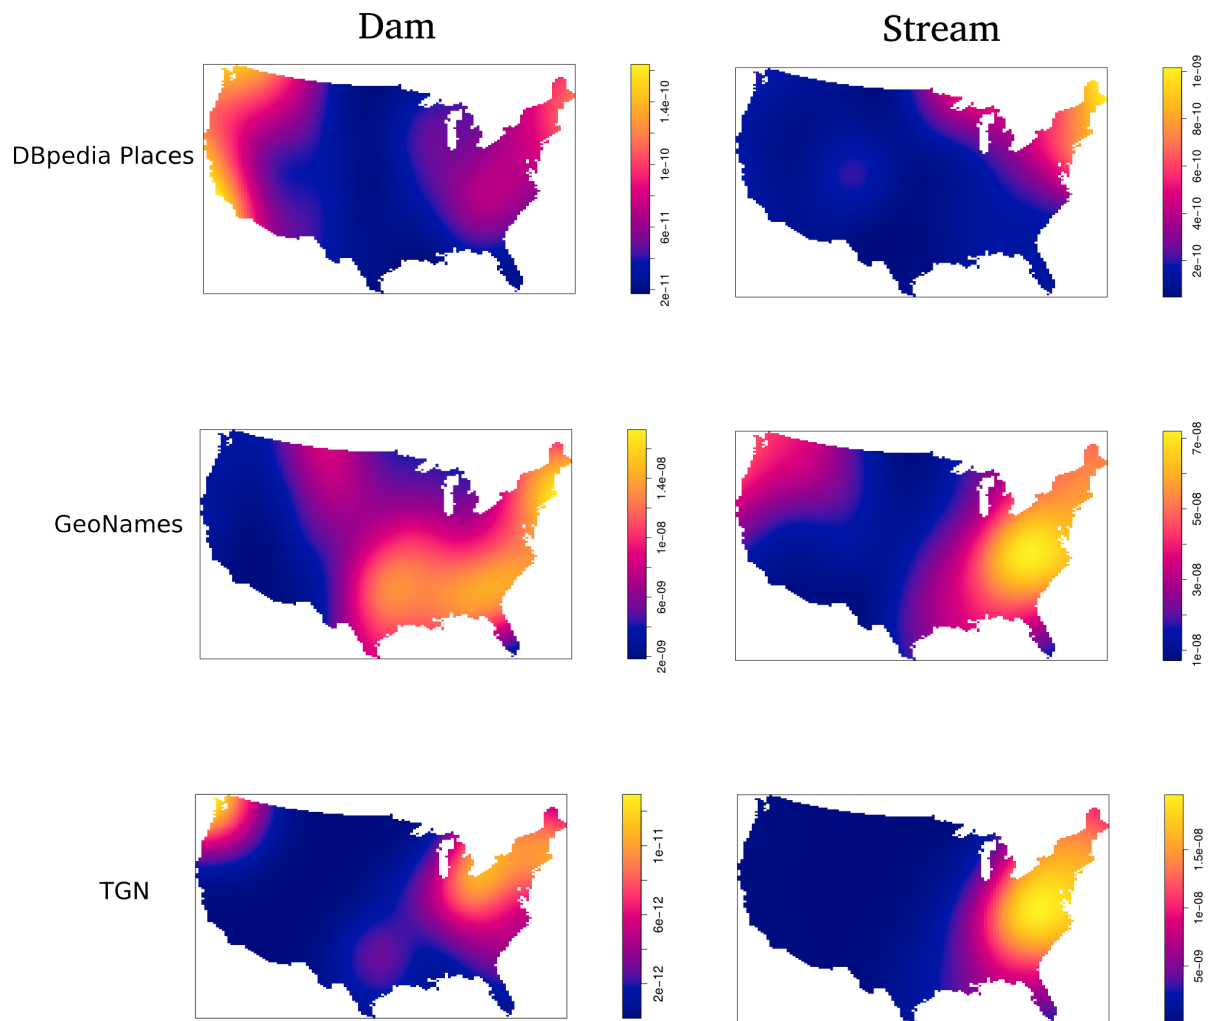 Dam
Stream
DBpedia Places
2e−11
6e−11
1e−10
1.4e−10
2e−10
4e−10
6e−10
8e−10
1e−09
GeoNames
2e−09
6e−09
1e−08
1.4e−08
1e−08
3e−08
5e−08
7e−08
TGN
2e−12
6e−12
1e−11
5e−09
1e−08
1.5e−08